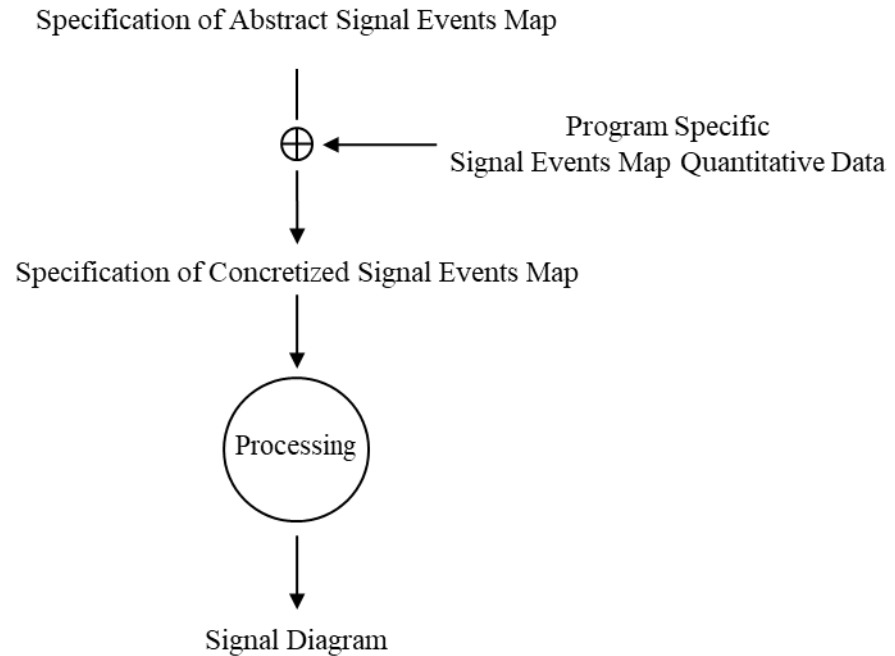 Specification of Abstract Signal Events Map
Program Specific
Signal Events Map Quantitative Data
Specification of Concretized Signal Events Map
Processing
Signal Diagram